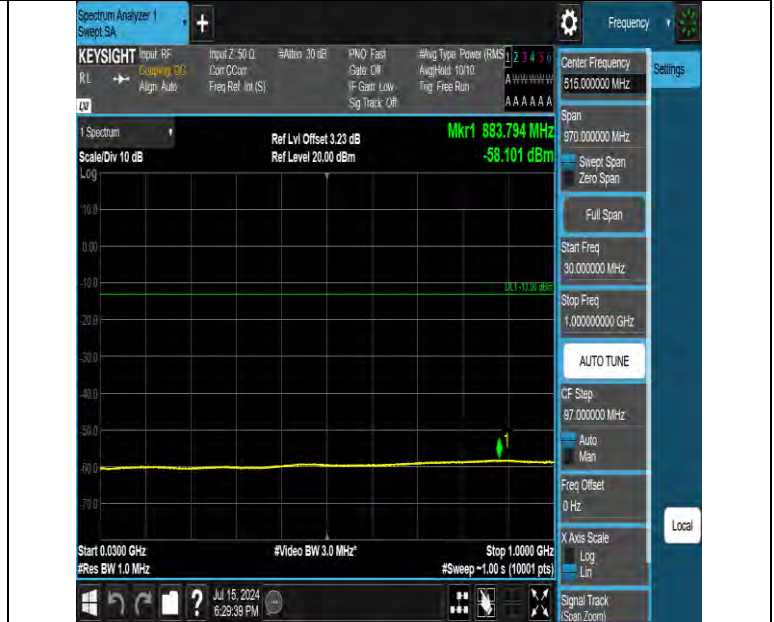 Spectrum Analyzer 1
Swept SA
+
Frequency
KEYSIGHT
Input: RF
Coupling: DC
Align: Auto
RL
Input Z: 50 Ω
Corr CCorr
Freq Ref: Int (S)
#Atten: 30 dB
PNO: Fast
Gate: Off
IF Gain: Low
Sig Track: Off
#Avg Type: Power (RMS
Avg|Hold: 10/10
Trig: Free Run
1 2 3 4 5 6
A W W W W W
A A A A A A
1 Spectrum
Scale/Div 10 dB
Ref Lvl Offset 3.23 dB
Ref Level 20.00 dBm
Mkr1 883.794 MHz
-58.101 dBm
Log
10.0
0.00
-10.0
-20.0
-30.0
-40.0
-50.0
-60.0
-70.0
DL1 -13.00 dBm
1
Start 0.0300 GHz
#Res BW 1.0 MHz
#Video BW 3.0 MHz*
Stop 1.0000 GHz
#Sweep ~1.00 s (10001 pts)
Jul 15, 2024
6:29:39 PM
?
Center Frequency
515.000000 MHz
Settings
Span
970.000000 MHz
Swept Span
Zero Span
Full Span
Start Freq
30.000000 MHz
Stop Freq
1.000000000 GHz
AUTO TUNE
CF Step
97.000000 MHz
Auto
Man
Freq Offset
0 Hz
X Axis Scale
Log
Lin
Local
Signal Track
(Span Zoom)